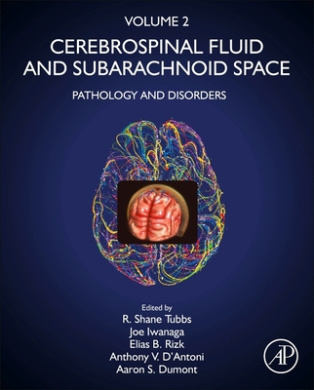 VOLUME 2
CEREBROSPINAL FLUID
AND SUBARACHNOID SPACE
PATHOLOGY AND DISORDERS
Edited by
R. Shane Tubbs
Joe Iwanaga
Elias B. Rizk
Anthony V. D'Antoni
Aaron S. Dumont
AP